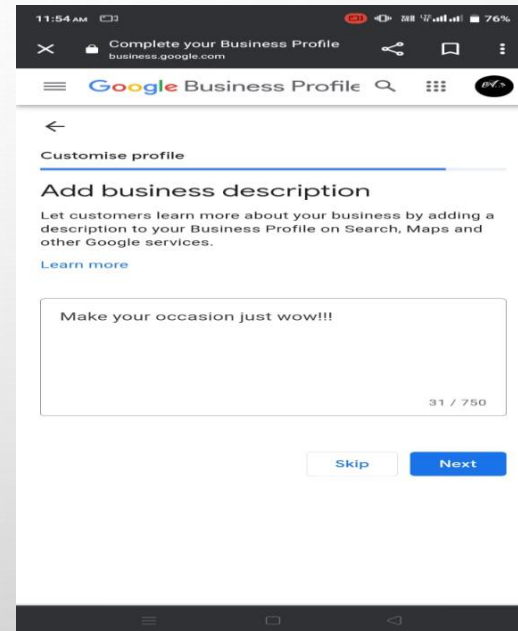 11:54 AM
76%
Complete your Business Profile
business.google.com
Google Business Profile
Customise profile
Add business description
Let customers learn more about your business by adding a
description to your Business Profile on Search, Maps and
other Google services.
Learn more
Make your occasion just wow!!!
31 / 750
Skip
Next